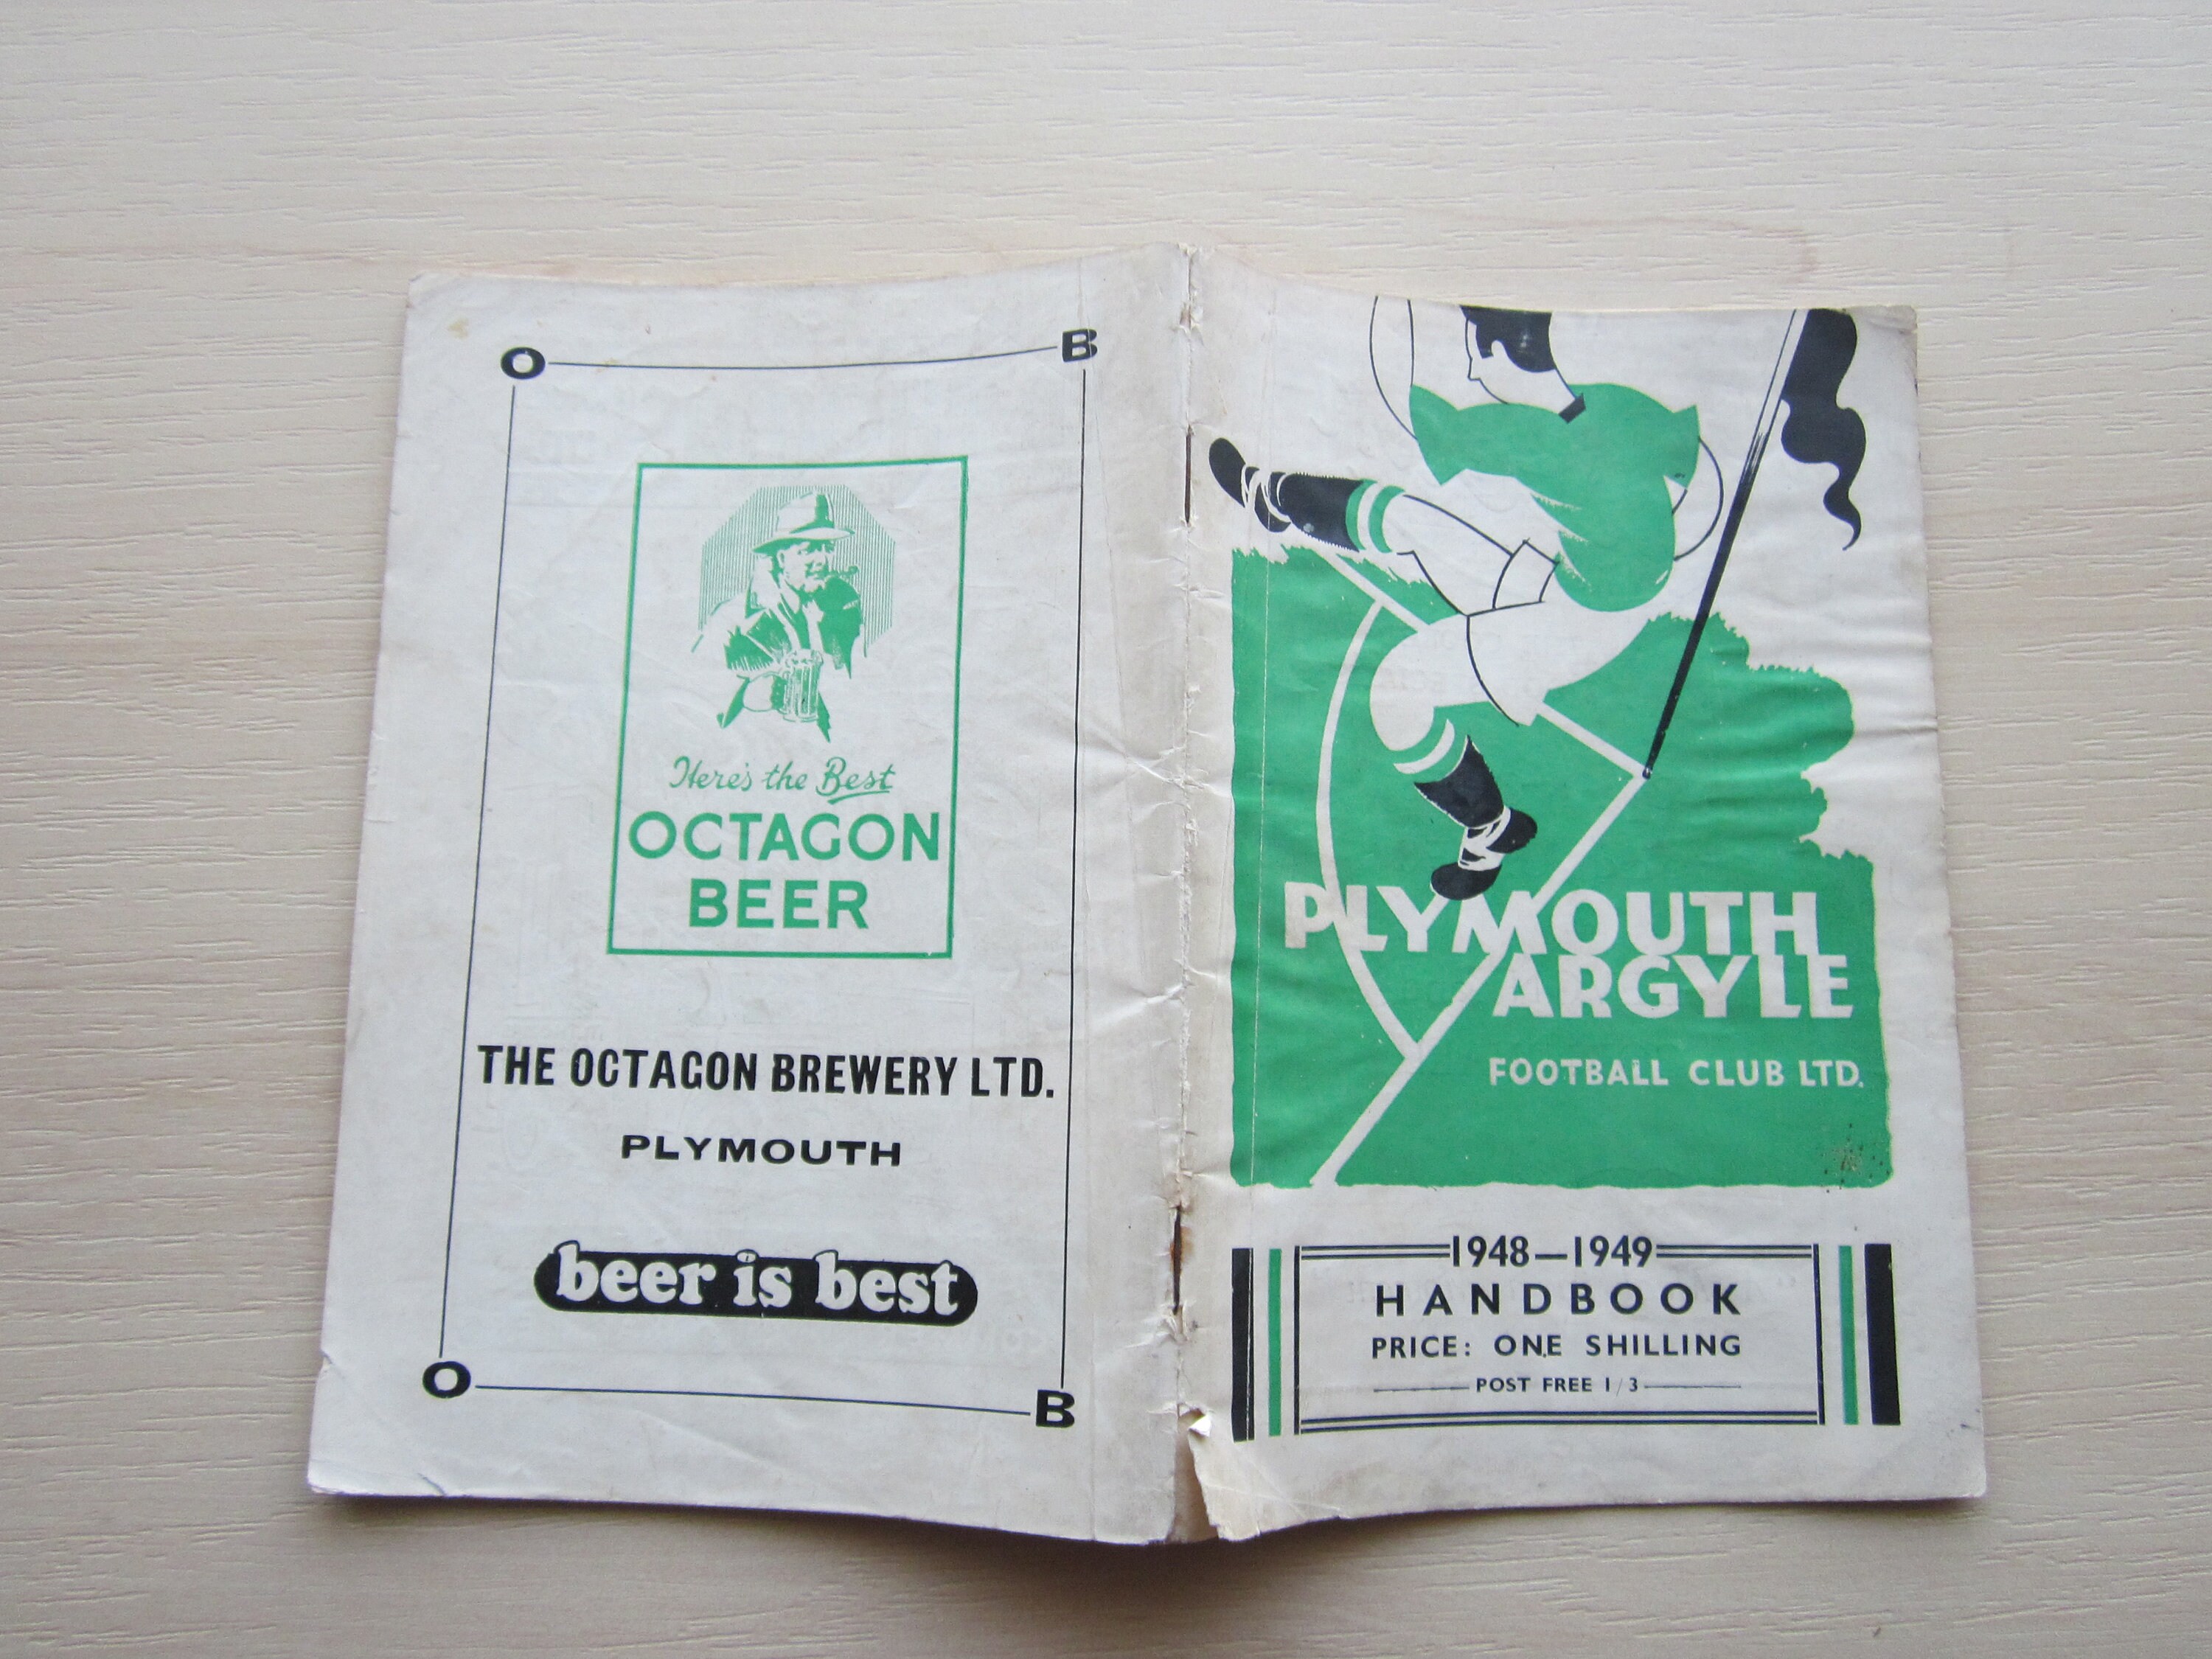 O B
Here's the Best
OCTAGON
BEER
THE OCTAGON BREWERY LTD.
PLYMOUTH
beer is best
O B
PLYMOUTH
ARGYLE
FOOTBALL CLUB LTD.
1948—1949
HANDBOOK
PRICE: ONE SHILLING
POST FREE 1/3